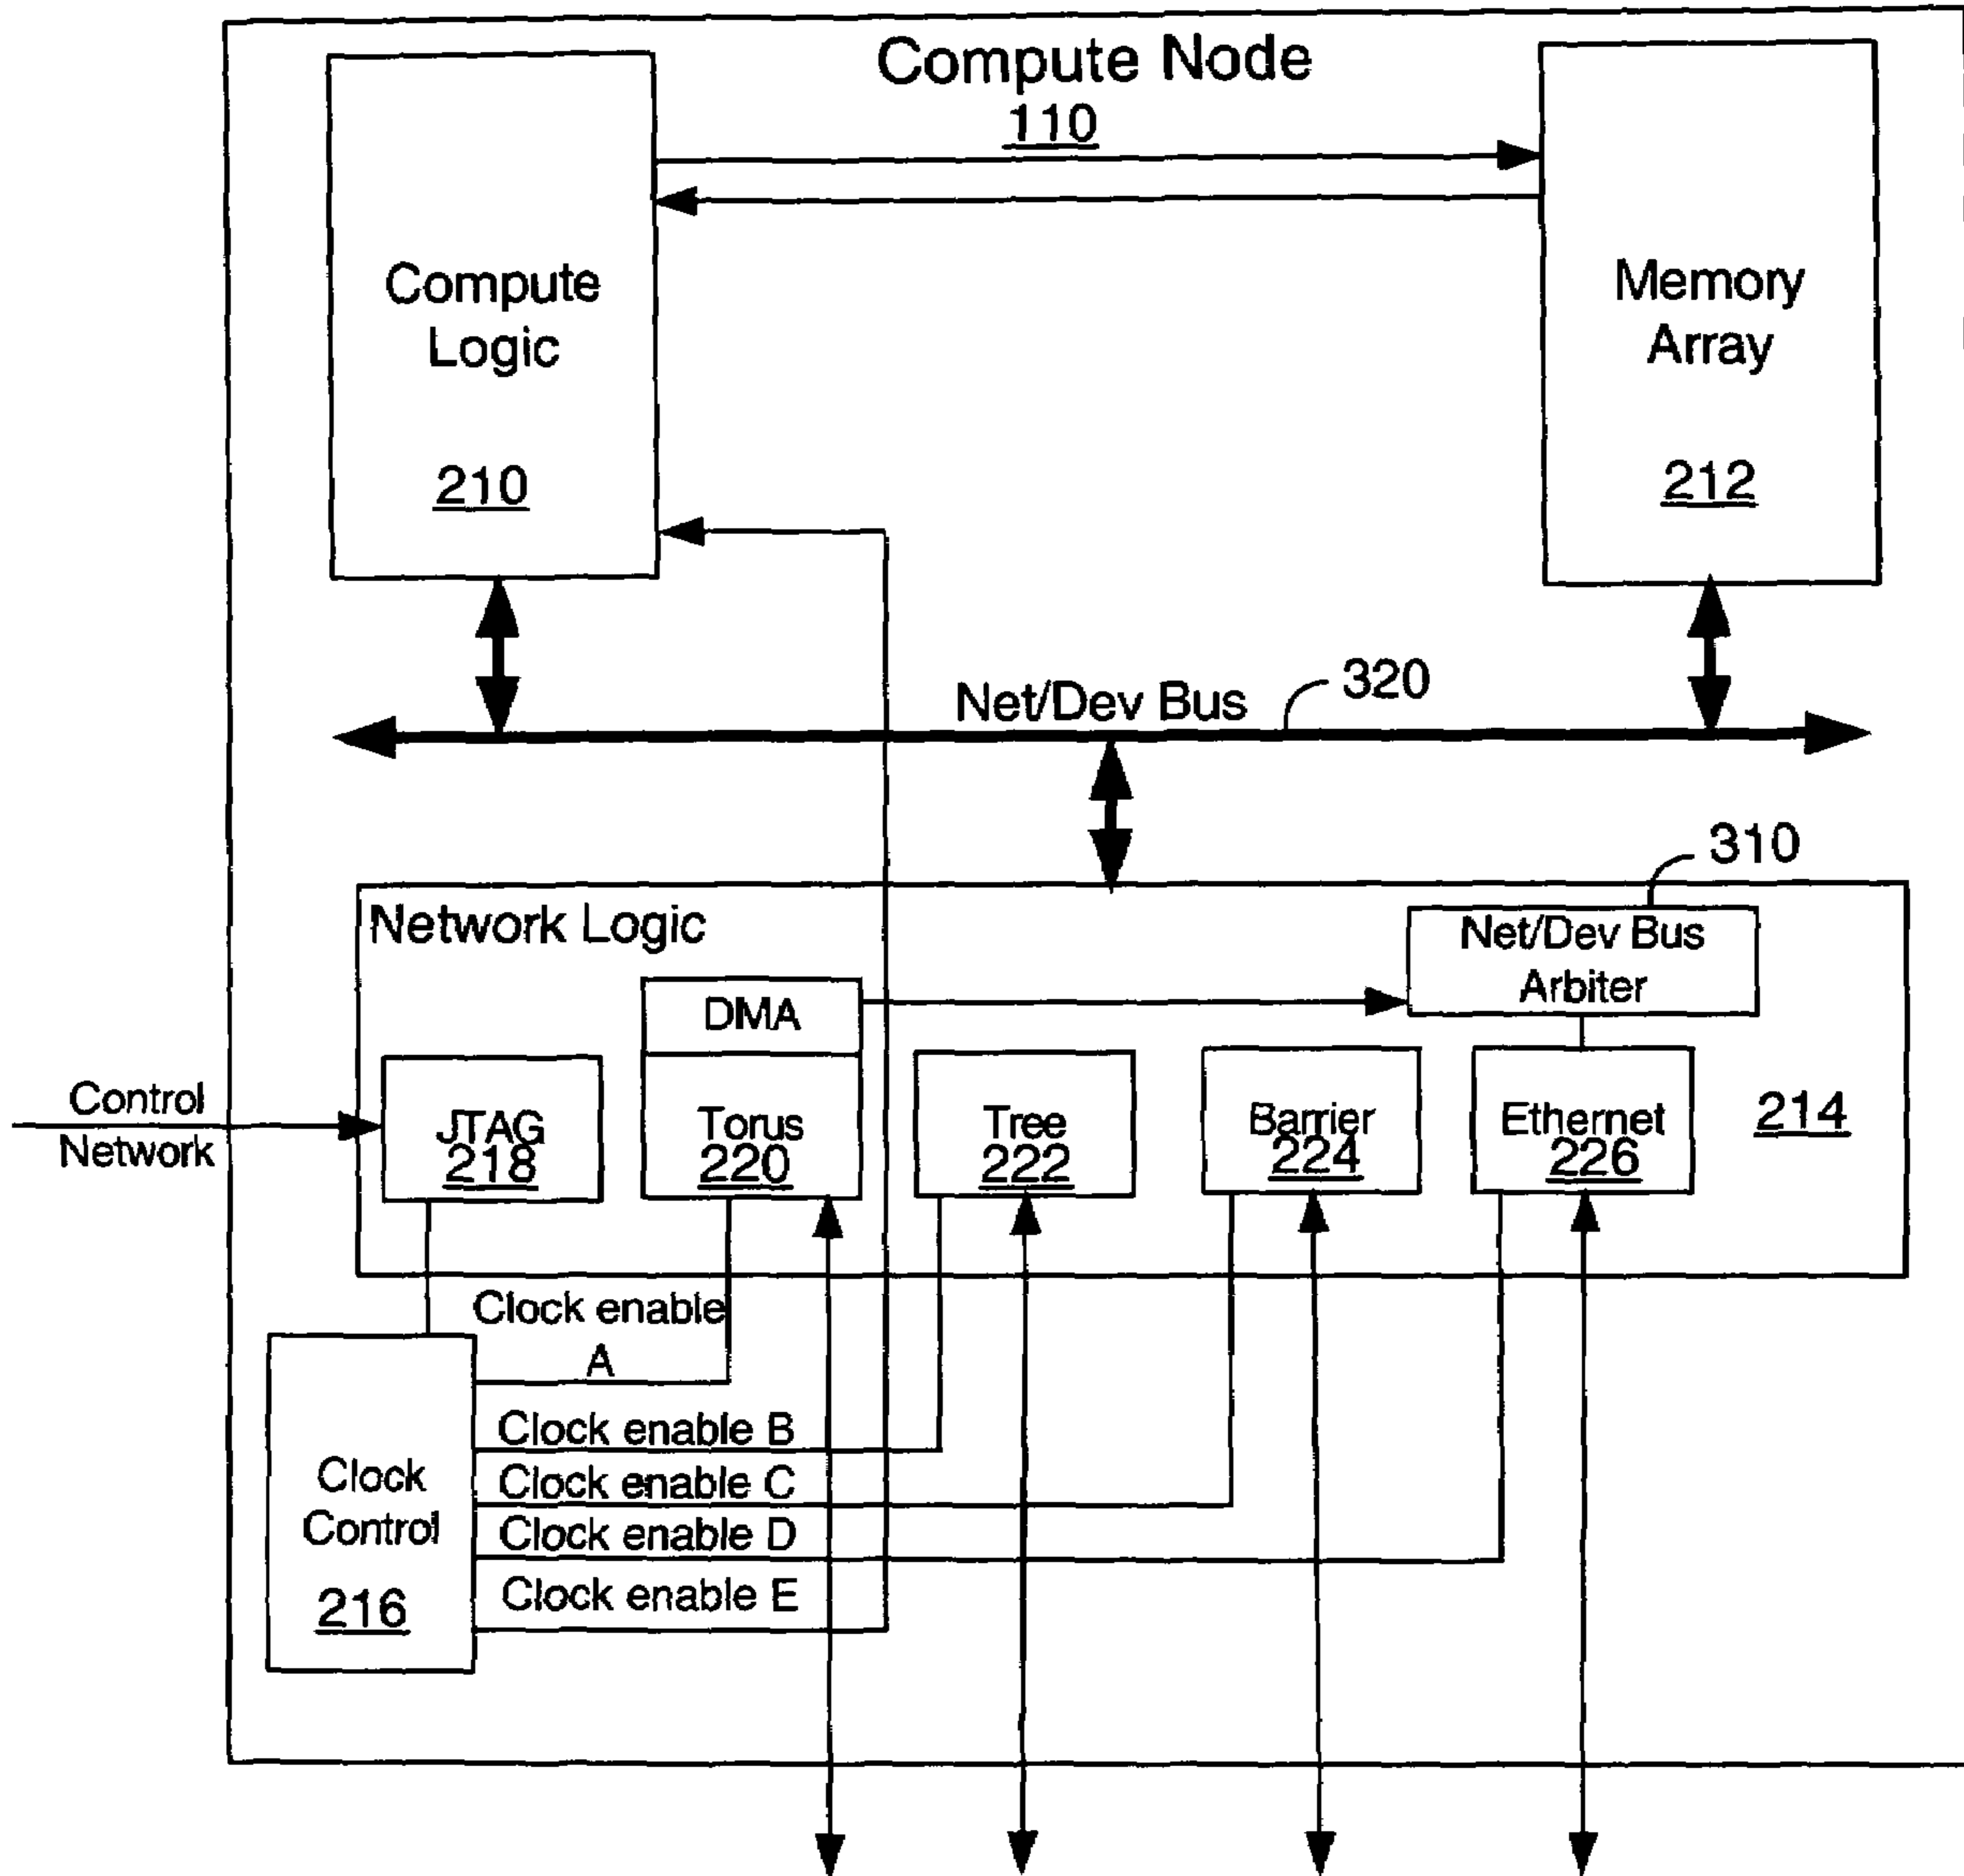 Compute Node
110
Compute
Logic
210
Memory
Array
212
Net/Dev Bus
320
310
Network Logic
Net/Dev Bus
Arbiter
DMA
Control
Network
JTAG
218
Torus
220
Tree
222
Barrier
224
Ethernet
226
214
Clock enable
A
Clock enable B
Clock enable C
Clock enable D
Clock enable E
Clock
Control
216